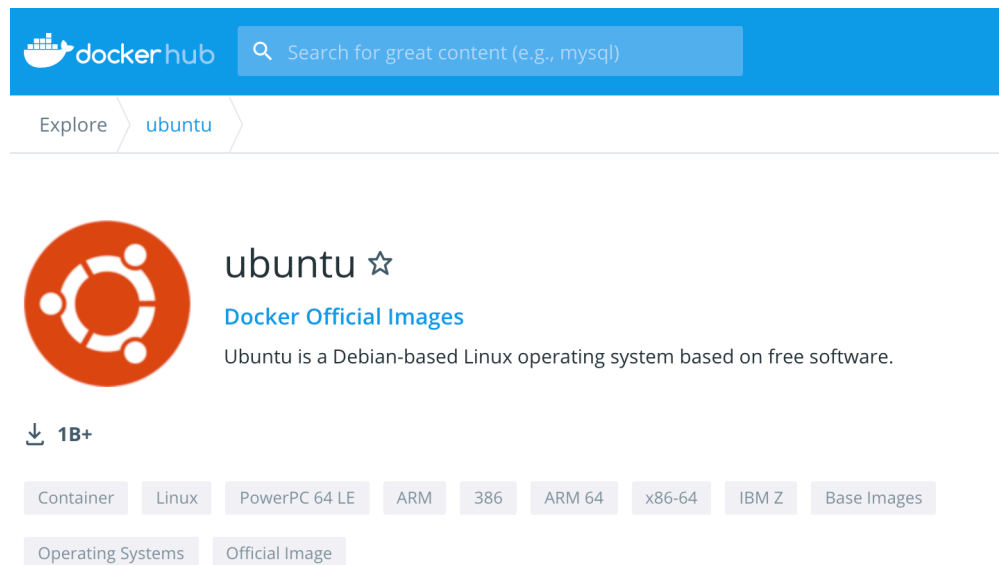 dockerhub Search for great content (e.g., mysql)
Explore ubuntu
ubuntu
Docker Official Images
Ubuntu is a Debian-based Linux operating system based on free software.
1B+
Container Linux PowerPC 64 LE ARM 386 ARM 64 x86-64 IBM Z Base Images
Operating Systems Official Image